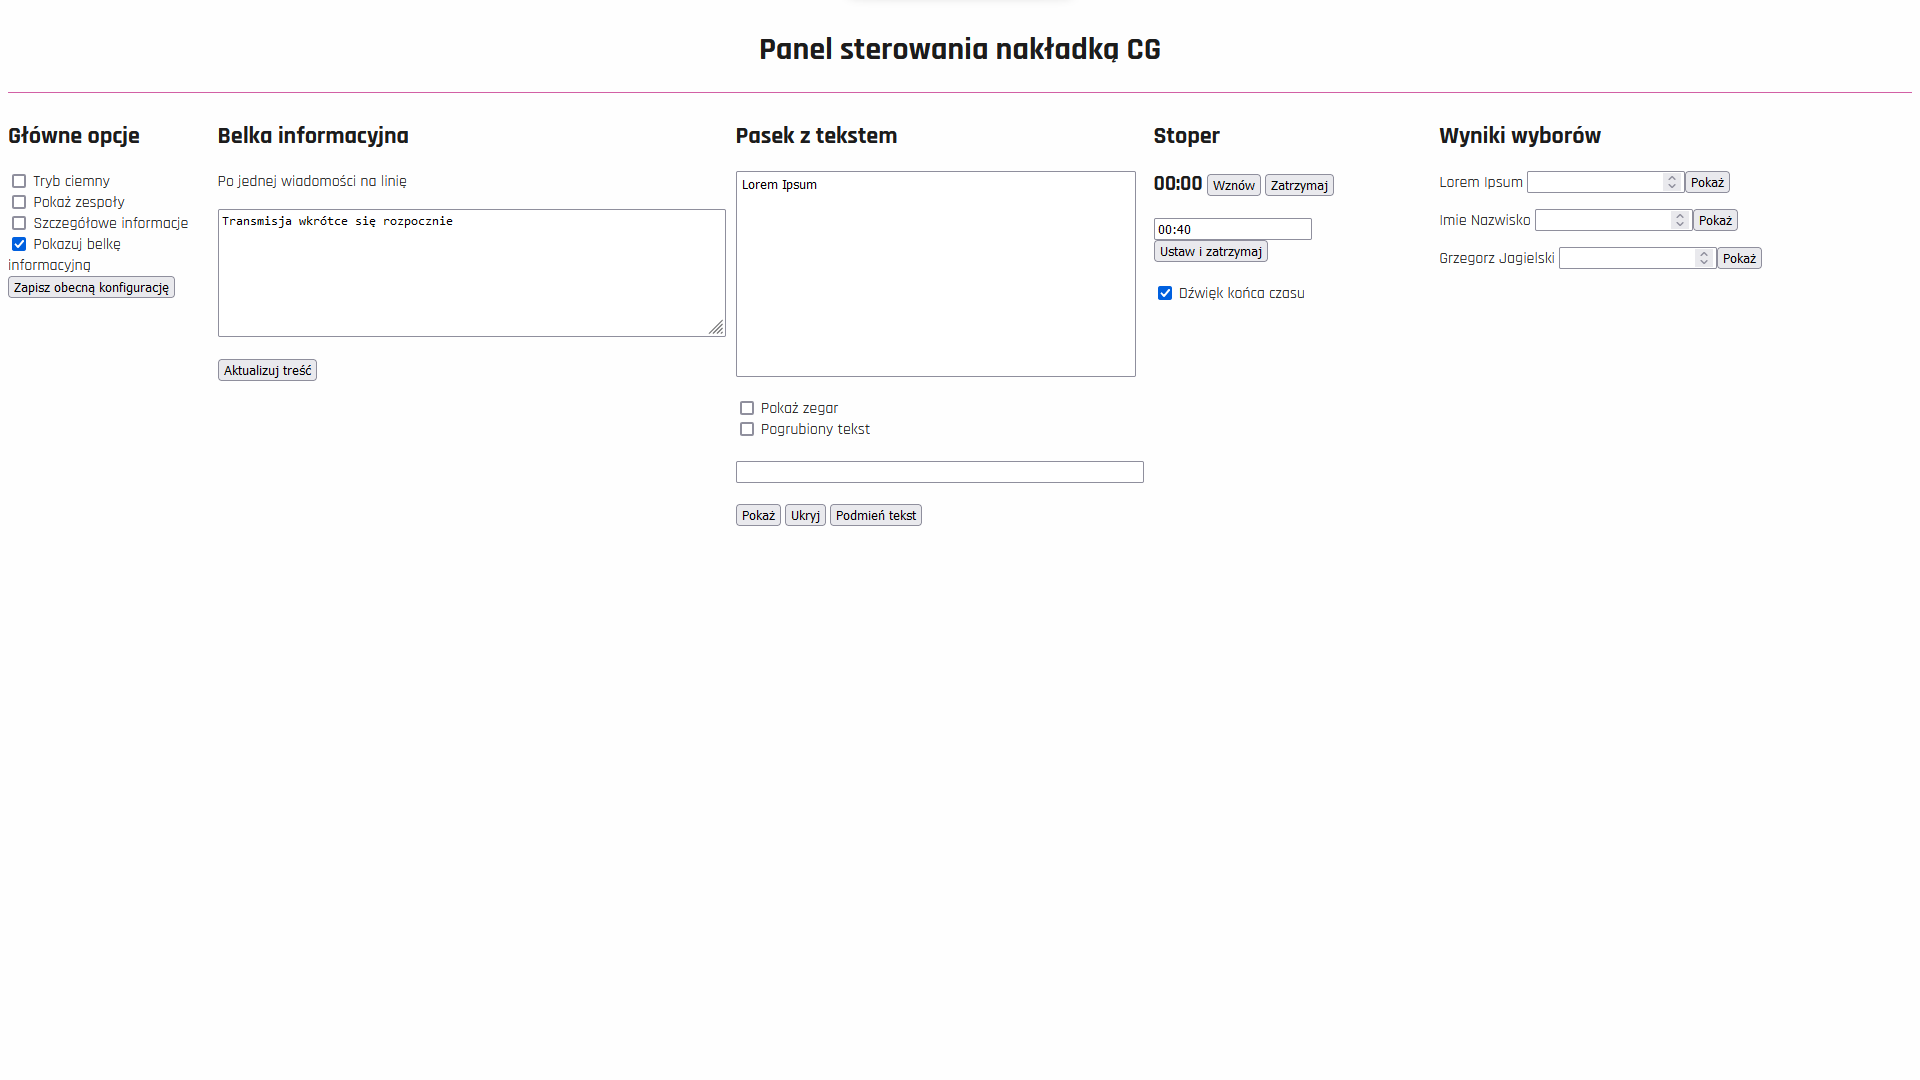 Panel sterowania nakładką CG
Główne opcje
Tryb ciemny
Pokaż zespoły
Szczegółowe informacje
Pokazuj belkę
informacyjną
Zapisz obecną konfigurację
Belka informacyjna
Po jednej wiadomości na linię
Transmisja wkrótce się rozpocznie
Aktualizuj treść
Pasek z tekstem
Lorem Ipsum
Pokaż zegar
Pogrubiony tekst
Pokaż Ukryj Podmień tekst
Stoper
00:00 Wznów Zatrzymaj
00:40
Ustaw i zatrzymaj
Dźwięk końca czasu
Wyniki wyborów
Lorem Ipsum Pokaż
Imie Nazwisko Pokaż
Grzegorz Jagielski Pokaż